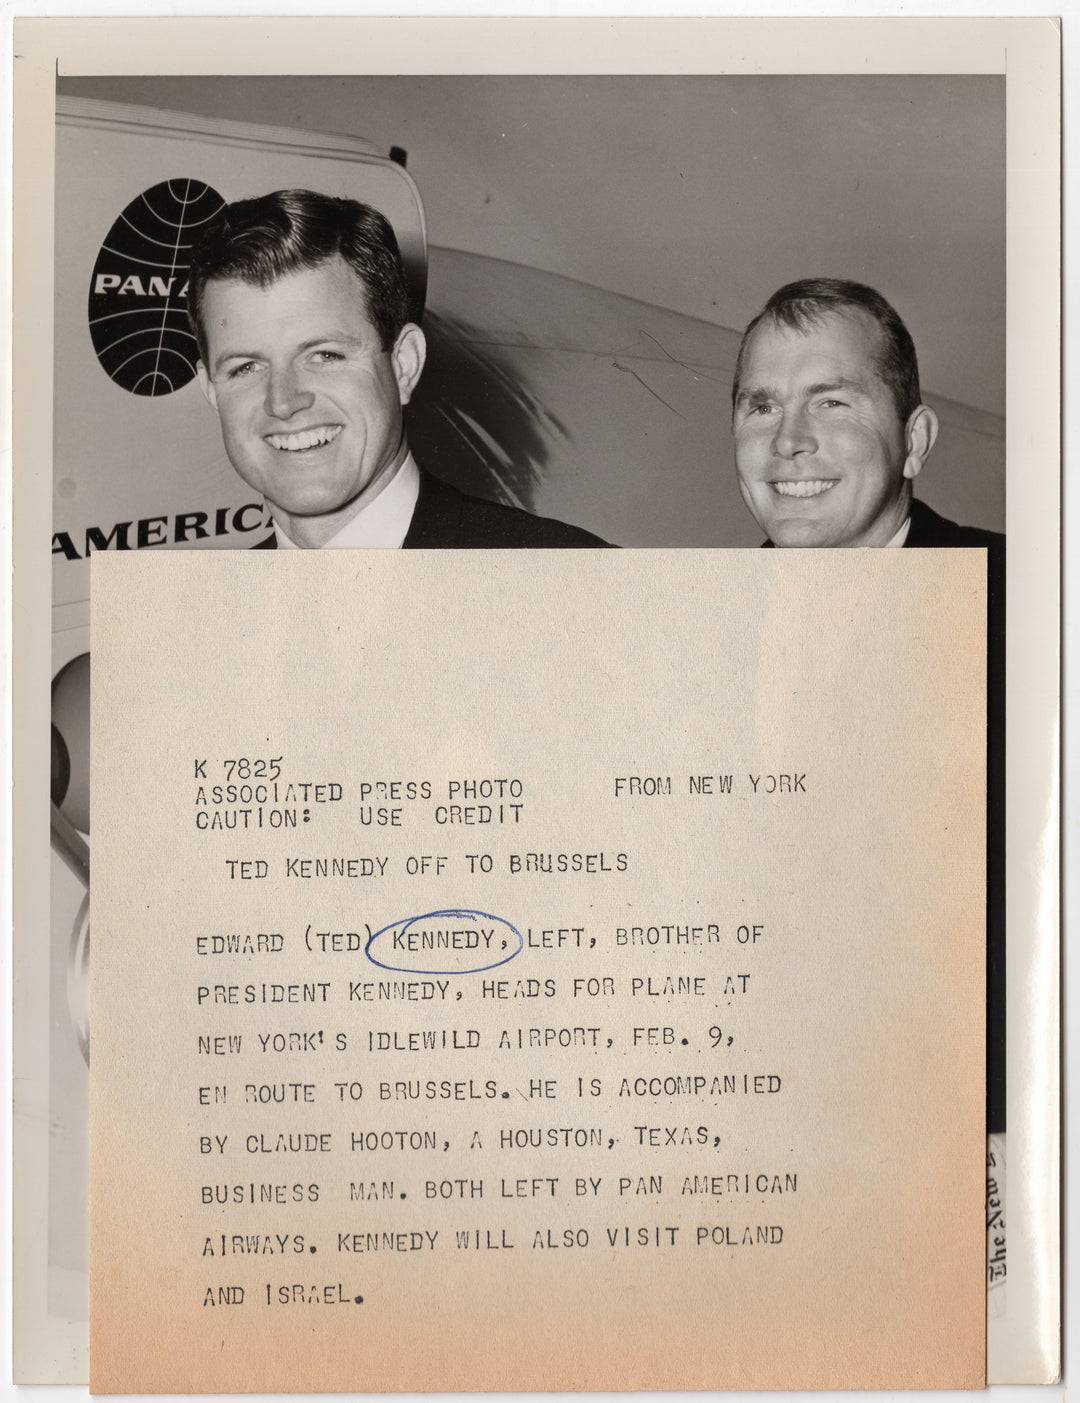 PAN A
AMERICA
K 7825
ASSOCIATED PRESS PHOTO FROM NEW YORK
CAUTION: USE CREDIT
TED KENNEDY OFF TO BRUSSELS
EDWARD (TED) KENNEDY, LEFT, BROTHER OF
PRESIDENT KENNEDY, HEADS FOR PLANE AT
NEW YORK'S IDLEWILD AIRPORT, FEB. 9,
EN ROUTE TO BRUSSELS. HE IS ACCOMPANIED
BY CLAUDE HOOTON, A HOUSTON, TEXAS,
BUSINESS MAN. BOTH LEFT BY PAN AMERICAN
AIRWAYS. KENNEDY WILL ALSO VISIT POLAND
AND ISRAEL.
The New